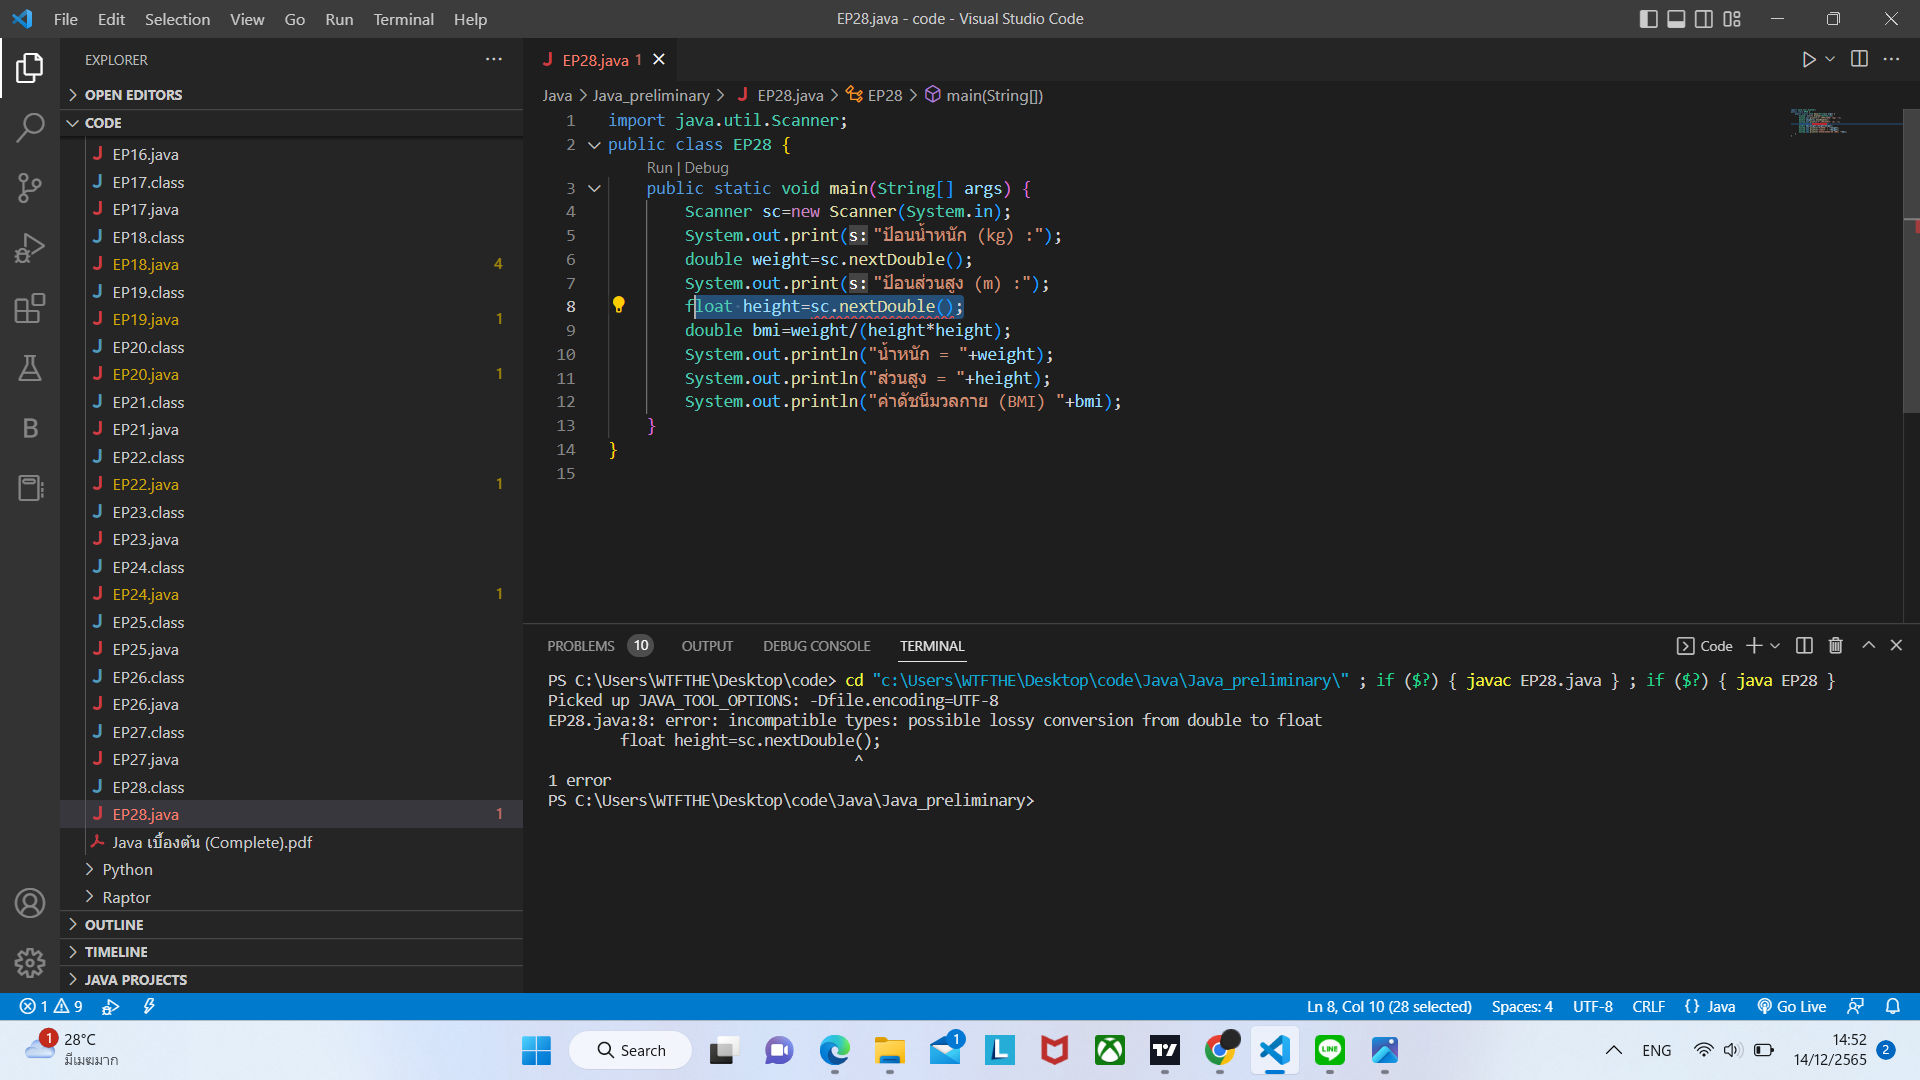 File Edit Selection View Go Run Terminal Help
EP28.java - code - Visual Studio Code
EXPLORER
OPEN EDITORS
CODE
EP16.java
EP17.class
EP17.java
EP18.class
EP18.java 4
EP19.class
EP19.java 1
EP20.class
EP20.java 1
EP21.class
EP21.java
EP22.class
EP22.java 1
EP23.class
EP23.java
EP24.class
EP24.java 1
EP25.class
EP25.java
EP26.class
EP26.java
EP27.class
EP27.java
EP28.class
EP28.java 1
Java เบื้องต้น (Complete).pdf
Python
Raptor
OUTLINE
TIMELINE
JAVA PROJECTS
EP28.java 1
Java > Java_preliminary > EP28.java > EP28 > main(String[])
1 import java.util.Scanner;
2 public class EP28 {
Run | Debug
3 public static void main(String[] args) {
4 Scanner sc=new Scanner(System.in);
5 System.out.print(s: "ป้อนน้ำหนัก (kg) :");
6 double weight=sc.nextDouble();
7 System.out.print(s: "ป้อนส่วนสูง (m) :");
8 float height=sc.nextDouble();
9 double bmi=weight/(height*height);
10 System.out.println("น้ำหนัก = "+weight);
11 System.out.println("ส่วนสูง = "+height);
12 System.out.println("ค่าดัชนีมวลกาย (BMI) "+bmi);
13 }
14 }
15
PROBLEMS 10 OUTPUT DEBUG CONSOLE TERMINAL
Code
PS C:\Users\WTFTHE\Desktop\code> cd "c:\Users\WTFTHE\Desktop\code\Java\Java_preliminary\" ; if ($?) { javac EP28.java } ; if ($?) { java EP28 }
Picked up JAVA_TOOL_OPTIONS: -Dfile.encoding=UTF-8
EP28.java:8: error: incompatible types: possible lossy conversion from double to float
float height=sc.nextDouble();
^
1 error
PS C:\Users\WTFTHE\Desktop\code\Java\Java_preliminary>
1 9
Ln 8, Col 10 (28 selected) Spaces: 4 UTF-8 CRLF {} Java Go Live
1 28°C
มีเมฆมาก
Search
1
LINE
ENG
14:52
14/12/2565
2